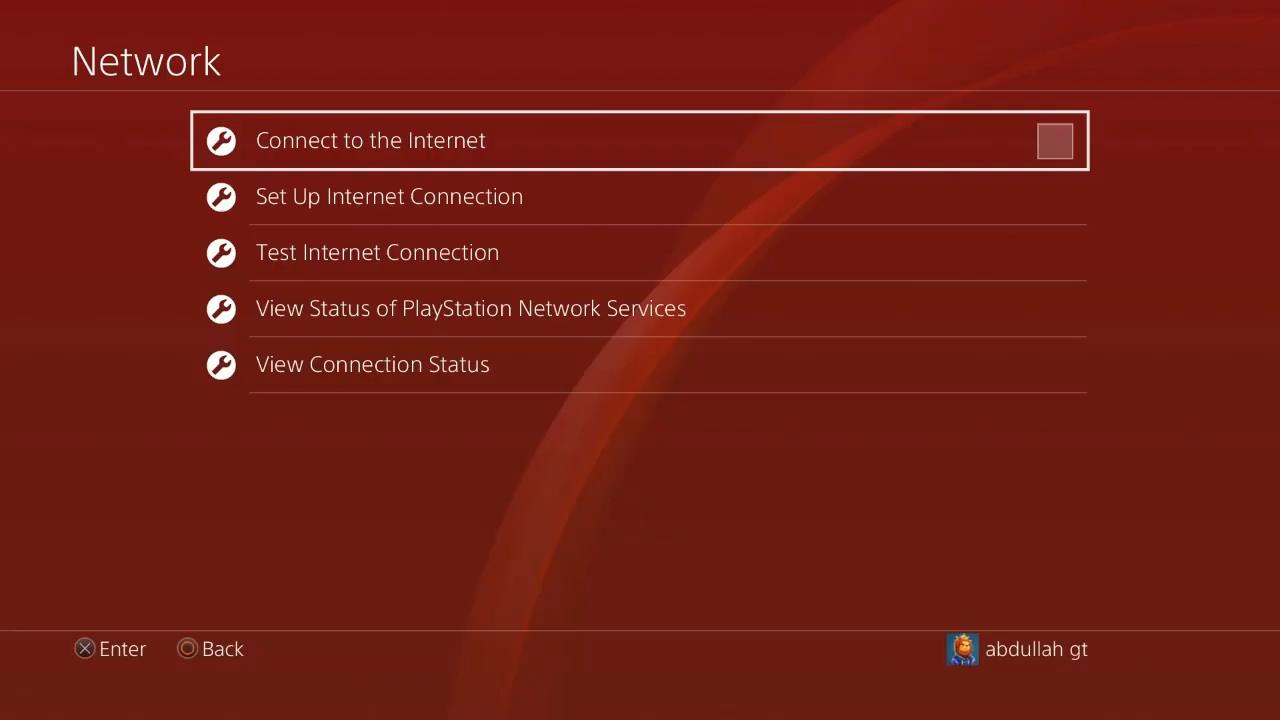 Network
Connect to the Internet
Set Up Internet Connection
Test Internet Connection
View Status of PlayStation Network Services
View Connection Status
Enter Back abdullah gt